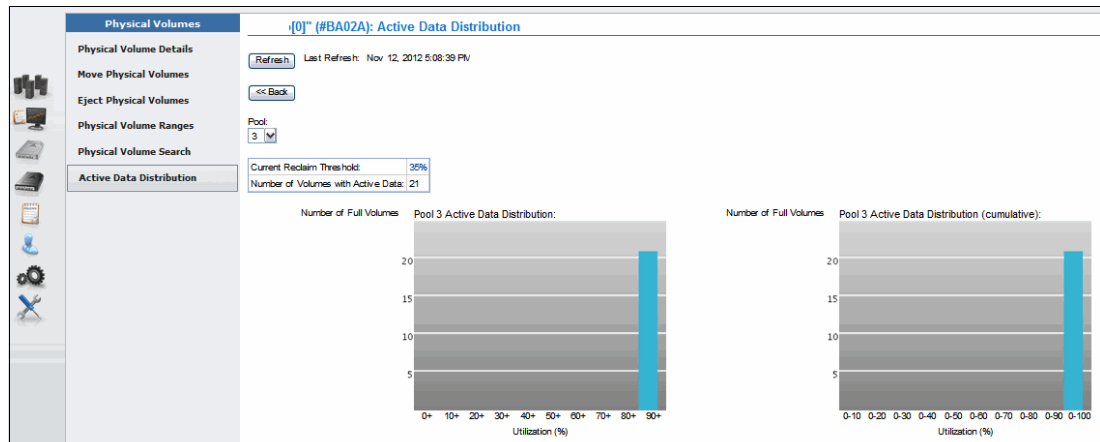 Physical Volumes
Physical Volume Details
Move Physical Volumes
Eject Physical Volumes
Physical Volume Ranges
Physical Volume Search
Active Data Distribution
[0]" (#BA02A): Active Data Distribution
Refresh Last Refresh: Nov 12, 2012 5:08:39 PM
<< Back
Pool:
3
Current Reclaim Threshold: 35%
Number of Volumes with Active Data: 21
Number of Full Volumes Pool 3 Active Data Distribution:
20
15
10
5
0+ 10+ 20+ 30+ 40+ 50+ 60+ 70+ 80+ 90+
Utilization (%)
Number of Full Volumes Pool 3 Active Data Distribution (cumulative):
20
15
10
5
0-10 0-20 0-30 0-40 0-50 0-60 0-70 0-80 0-90 0-100
Utilization (%)